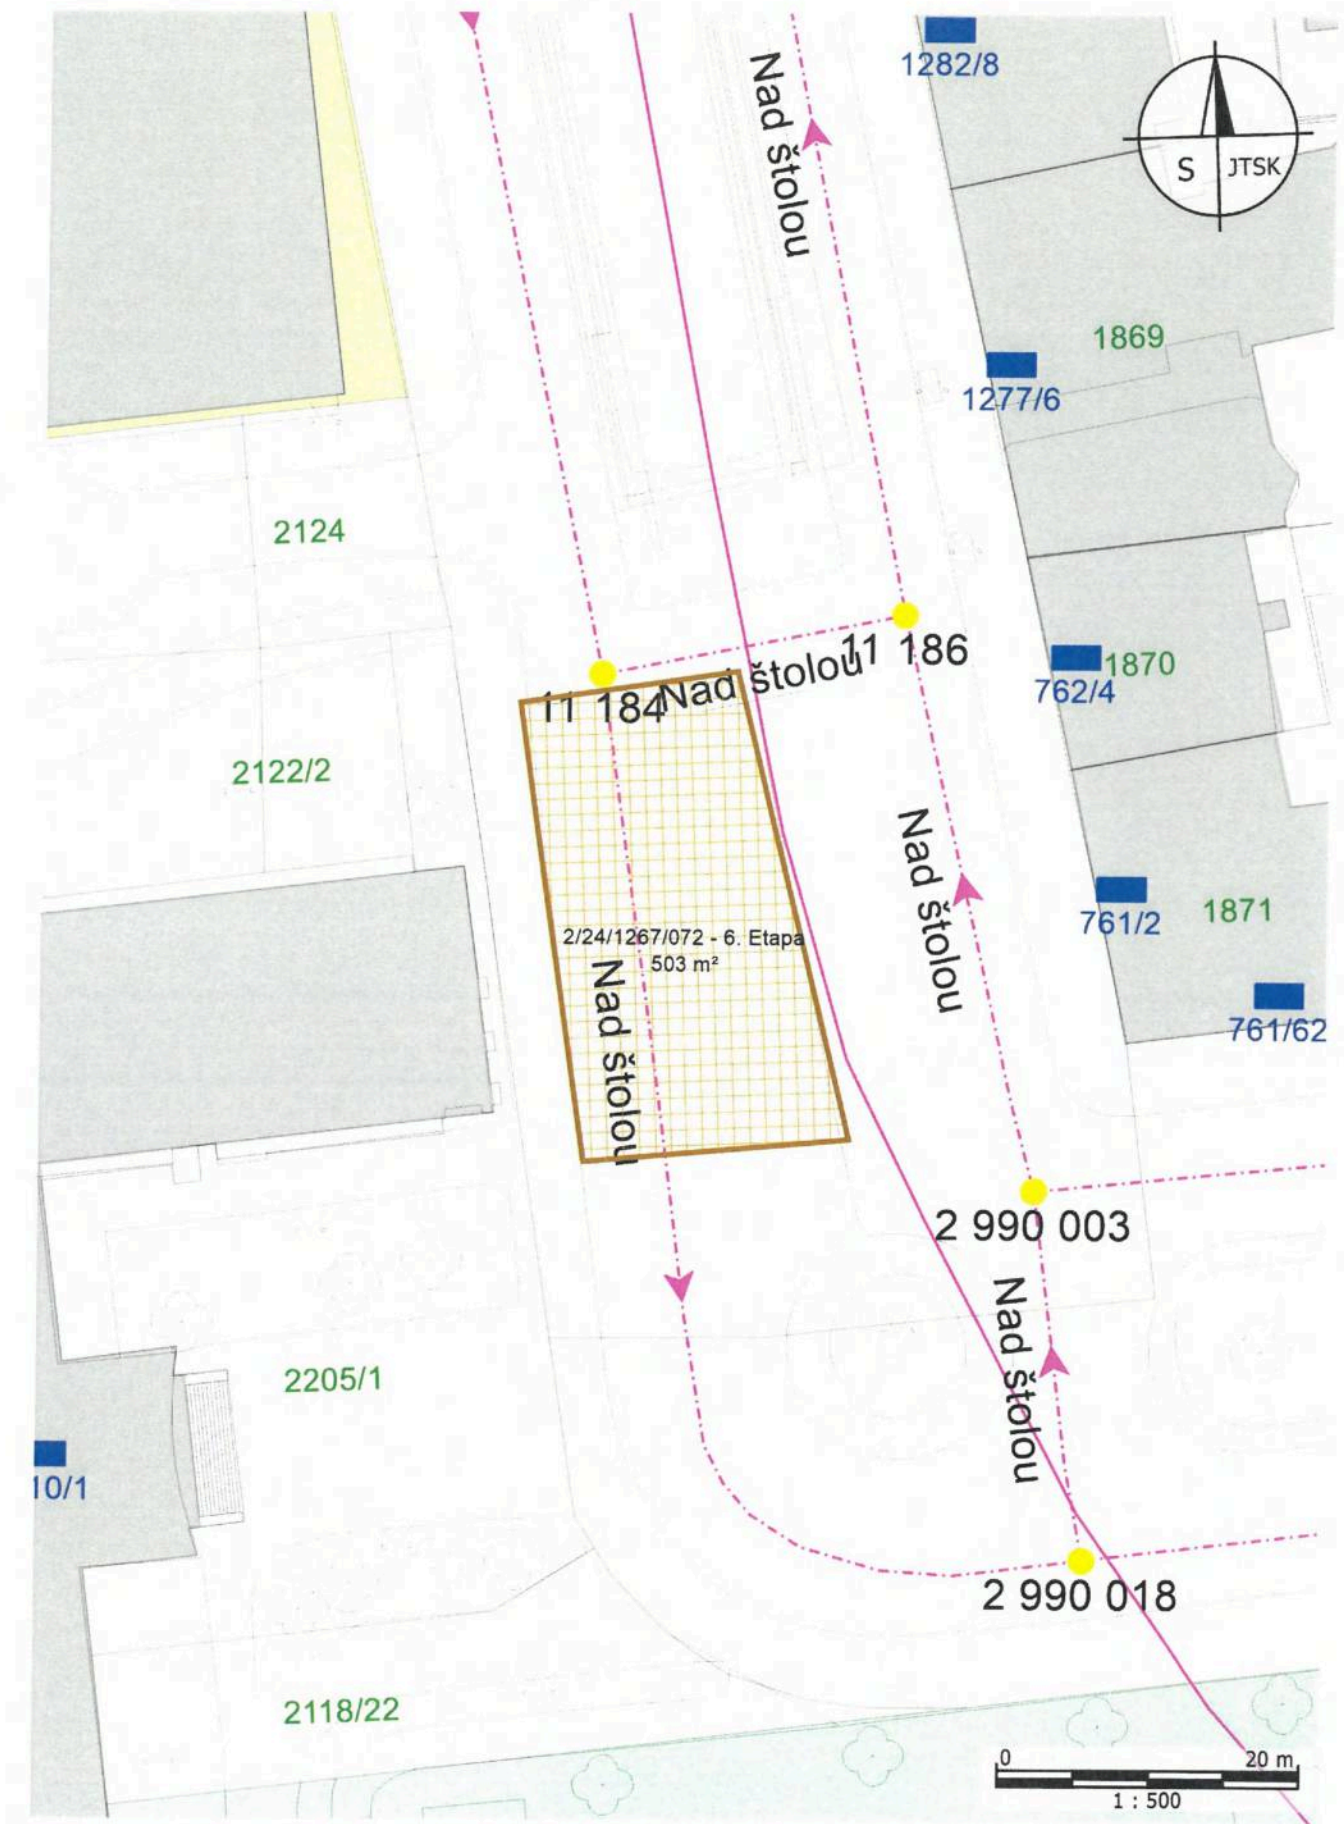 1282/8
Nad štolou
S JTSK
1869
1277/6
2124
11 186
1870
762/4
11 184
Nad štolou
2122/2
Nad štolou
761/2
1871
2/24/1267/072 - 6. Etapa
503 m²
Nad štolou
761/62
2 990 003
Nad štolou
2205/1
10/1
2 990 018
2118/22
0 20 m
1 : 500